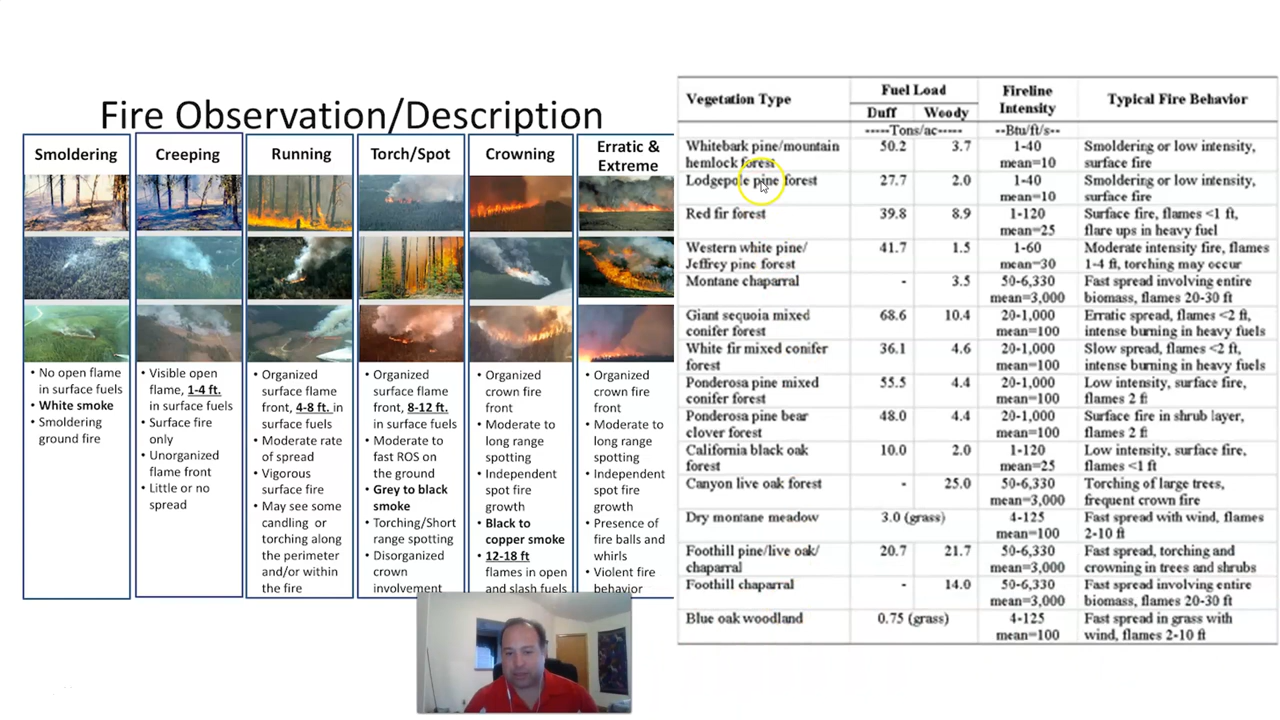 Fire Observation/Description
Smoldering
• No open flame
in surface fuels
• White smoke
• Smoldering
ground fire
Creeping
• Visible open
flame, 1-4 ft.
in surface fuels
• Surface fire
only
• Unorganized
flame front
• Little or no
spread
Running
• Organized
surface flame
front, 4-8 ft. in
surface fuels
• Moderate rate
of spread
• Vigorous
surface fire
• May see some
candling or
torching along
the perimeter
and/or within
the fire
Torch/Spot
• Organized
surface flame
front, 8-12 ft.
in surface fuels
• Moderate to
fast ROS on
the ground
• Grey to black
smoke
• Torching/Short
range spotting
• Disorganized
crown
involvement
Crowning
• Organized
crown fire
front
• Moderate to
long range
spotting
• Independent
spot fire
growth
• Black to
copper smoke
• 12-18 ft
flames in open
and slash fuels
Erratic &
Extreme
• Organized
crown fire front
• Moderate to
long range
spotting
• Independent
spot fire
growth
• Presence of
fire balls and
whirls
• Violent fire
behavior
Vegetation Type Fuel Load Fireline Intensity Typical Fire Behavior
Duff Woody
-----Tons/ac----- --Btu/ft/s--
Whitebark pine/mountain 50.2 3.7 1-40 Smoldering or low intensity,
hemlock forest mean=10 surface fire
Lodgepole pine forest 27.7 2.0 1-40 Smoldering or low intensity,
mean=10 surface fire
Red fir forest 39.8 8.9 1-120 Surface fire, flames <1 ft,
mean=25 flare ups in heavy fuel
Western white pine/ 41.7 1.5 1-60 Moderate intensity fire, flames
Jeffrey pine forest mean=30 1-4 ft, torching may occur
Montane chaparral - 3.5 50-6,330 Fast spread involving entire
mean=3,000 biomass, flames 20-30 ft
Giant sequoia mixed 68.6 10.4 20-1,000 Erratic spread, flames <2 ft,
conifer forest mean=100 intense burning in heavy fuels
White fir mixed conifer 36.1 4.6 20-1,000 Slow spread, flames <2 ft,
forest mean=100 intense burning in heavy fuels
Ponderosa pine mixed 55.5 4.4 20-1,000 Low intensity, surface fire,
conifer forest mean=100 flames 2 ft
Ponderosa pine bear 48.0 4.4 20-1,000 Surface fire in shrub layer,
clover forest mean=100 flames 2 ft
California black oak 10.0 2.0 1-120 Low intensity, surface fire,
forest mean=25 flames <1 ft
Canyon live oak forest - 25.0 50-6,330 Torching of large trees,
mean=3,000 frequent crown fire
Dry montane meadow 3.0 (grass) 4-125 Fast spread with wind, flames
mean=100 2-10 ft
Foothill pine/live oak/ 20.7 21.7 50-6,330 Fast spread, torching and
chaparral mean=3,000 crowning in trees and shrubs
Foothill chaparral - 14.0 50-6,330 Fast spread involving entire
mean=3,000 biomass, flames 20-30 ft
Blue oak woodland 0.75 (grass) 4-125 Fast spread in grass with
mean=100 wind, flames 2-10 ft